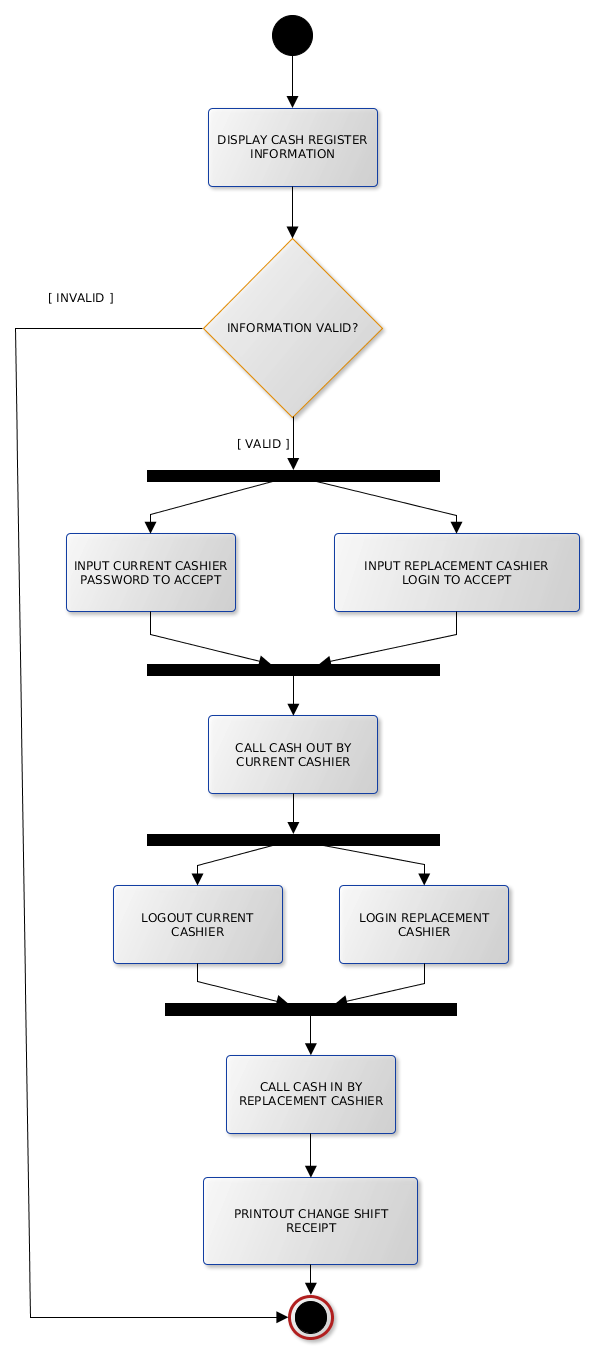 DISPLAY CASH REGISTER
INFORMATION
[ INVALID ]
INFORMATION VALID?
[ VALID ]
INPUT CURRENT CASHIER
PASSWORD TO ACCEPT
INPUT REPLACEMENT CASHIER
LOGIN TO ACCEPT
CALL CASH OUT BY
CURRENT CASHIER
LOGOUT CURRENT
CASHIER
LOGIN REPLACEMENT
CASHIER
CALL CASH IN BY
REPLACEMENT CASHIER
PRINTOUT CHANGE SHIFT
RECEIPT